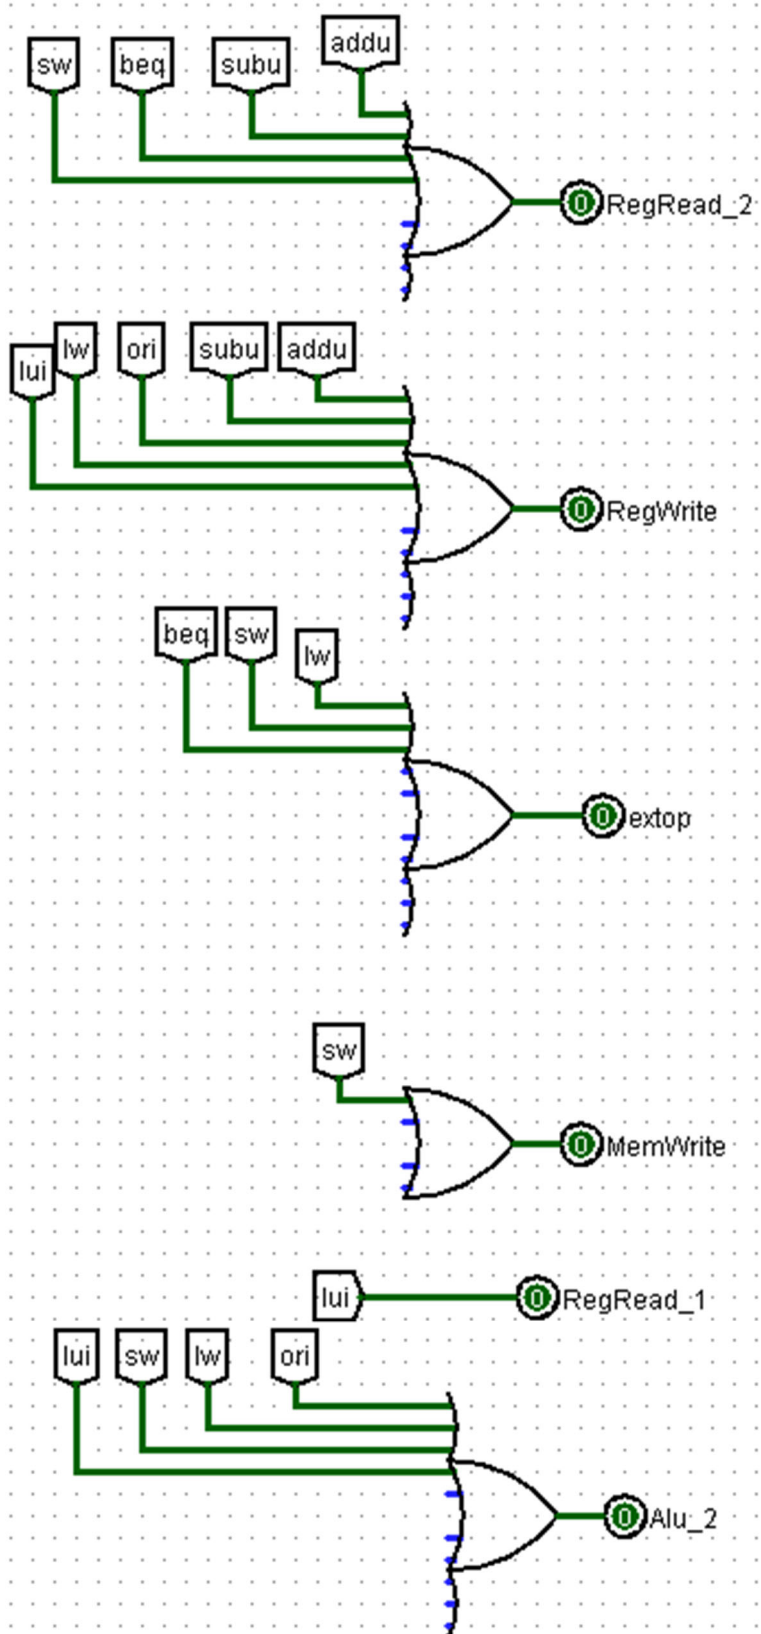 sw beq subu addu
0 RegRead_2
lui lw ori subu addu
0 RegWrite
beq sw lw
0 extop
sw
0 MemWrite
lui 0 RegRead_1
lui sw lw ori
0 Alu_2